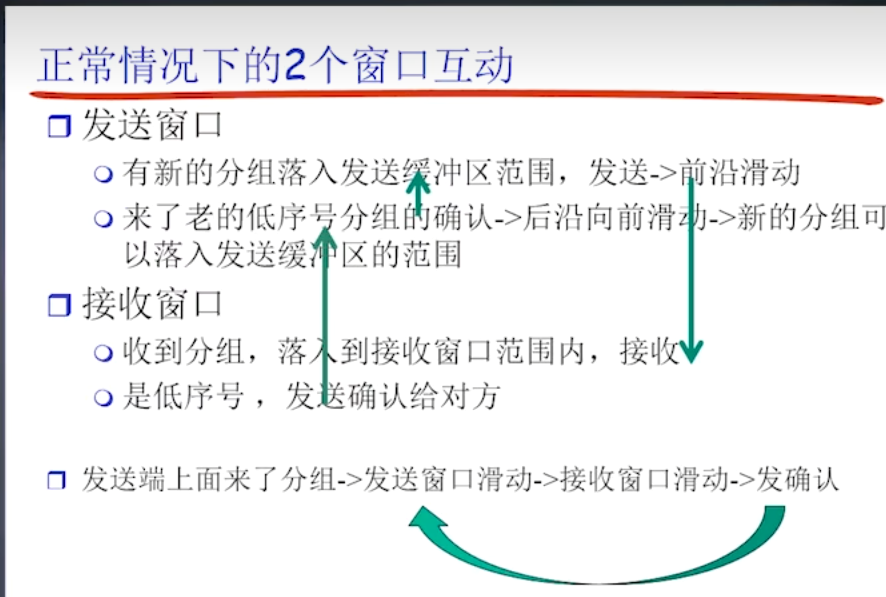 正常情况下的2个窗口互动
发送窗口
有新的分组落入发送缓冲区范围，发送->前沿滑动
来了老的低序号分组的确认->后沿向前滑动->新的分组可
以落入发送缓冲区的范围
接收窗口
收到分组，落入到接收窗口范围内，接收
是低序号，发送确认给对方
发送端上面来了分组->发送窗口滑动->接收窗口滑动->发确认